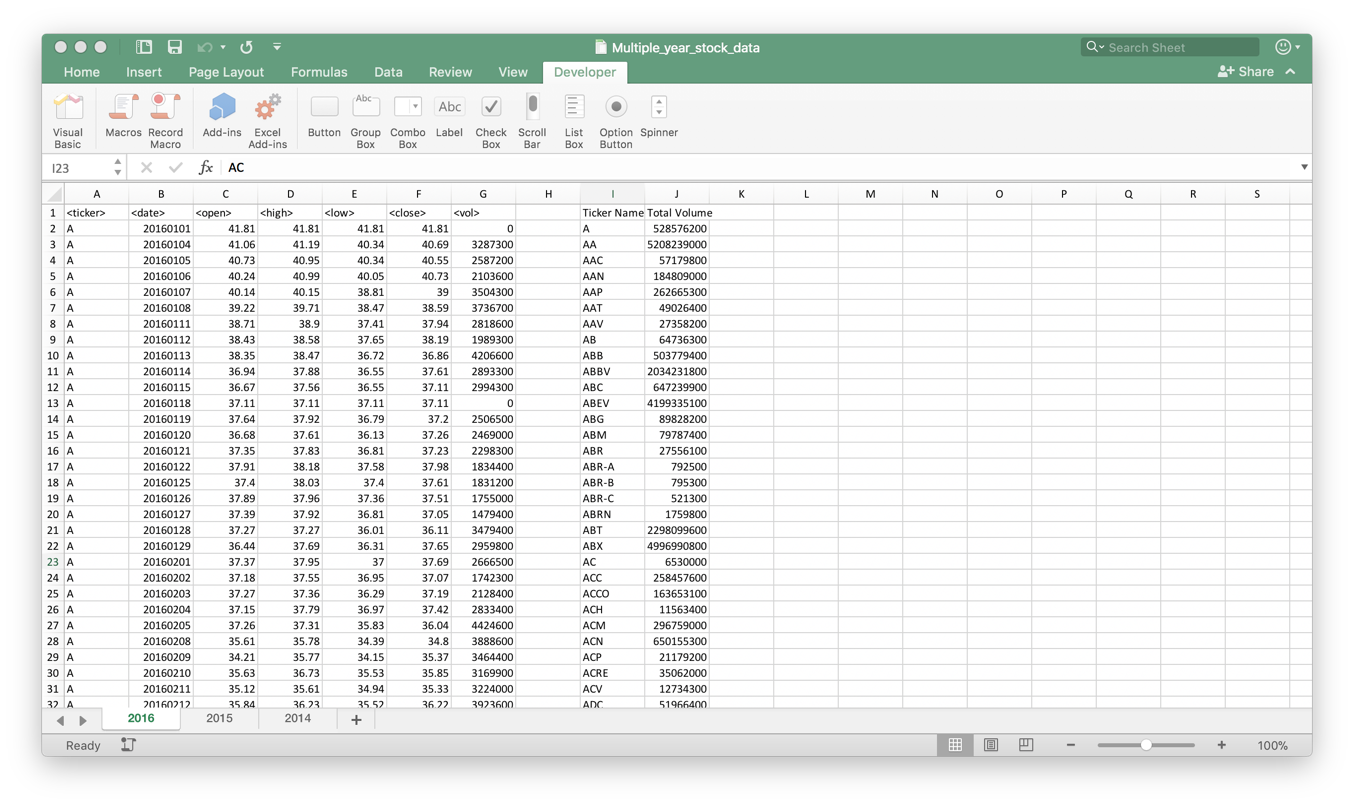 Multiple_year_stock_data
Search Sheet
Home Insert Page Layout Formulas Data Review View Developer
Share
Visual Basic
Macros
Record Macro
Add-ins
Excel Add-ins
Button
Abc
Group Box
Combo Box
Abc
Label
Check Box
Scroll Bar
List Box
Option Button
Spinner
I23 fx AC
A B C D E F G H I J K L M N O P Q R S
1 <ticker> <date> <open> <high> <low> <close> <vol> Ticker Name Total Volume
2 A 20160101 41.81 41.81 41.81 41.81 0 A 528576200
3 A 20160104 41.06 41.19 40.34 40.69 3287300 AA 5208239000
4 A 20160105 40.73 40.95 40.34 40.55 2587200 AAC 57179800
5 A 20160106 40.24 40.99 40.05 40.73 2103600 AAN 184809000
6 A 20160107 40.14 40.15 38.81 39 3504300 AAP 262665300
7 A 20160108 39.22 39.71 38.47 38.59 3736700 AAT 49026400
8 A 20160111 38.71 38.9 37.41 37.94 2818600 AAV 27358200
9 A 20160112 38.43 38.58 37.65 38.19 1989300 AB 64736300
10 A 20160113 38.35 38.47 36.72 36.86 4206600 ABB 503779400
11 A 20160114 36.94 37.88 36.55 37.61 2893300 ABBV 2034231800
12 A 20160115 36.67 37.56 36.55 37.11 2994300 ABC 647239900
13 A 20160118 37.11 37.11 37.11 37.11 0 ABEV 4199335100
14 A 20160119 37.64 37.92 36.79 37.2 2506500 ABG 89828200
15 A 20160120 36.68 37.61 36.13 37.26 2469000 ABM 79787400
16 A 20160121 37.35 37.83 36.81 37.23 2298300 ABR 27556100
17 A 20160122 37.91 38.18 37.58 37.98 1834400 ABR-A 792500
18 A 20160125 37.4 38.03 37.4 37.61 1831200 ABR-B 795300
19 A 20160126 37.89 37.96 37.36 37.51 1755000 ABR-C 521300
20 A 20160127 37.39 37.92 36.81 37.05 1479400 ABRN 1759800
21 A 20160128 37.27 37.27 36.01 36.11 3479400 ABT 2298099600
22 A 20160129 36.44 37.69 36.31 37.65 2959800 ABX 4996990800
23 A 20160201 37.37 37.95 37 37.69 2666500 AC 6530000
24 A 20160202 37.18 37.55 36.95 37.07 1742300 ACC 258457600
25 A 20160203 37.27 37.36 36.29 37.19 2128400 ACCO 163653100
26 A 20160204 37.15 37.79 36.97 37.42 2833400 ACH 11563400
27 A 20160205 37.26 37.31 35.83 36.04 4424600 ACM 296759000
28 A 20160208 35.61 35.78 34.39 34.8 3888600 ACN 650155300
29 A 20160209 34.21 35.77 34.15 35.37 3464400 ACP 21179200
30 A 20160210 35.63 36.73 35.53 35.85 3169900 ACRE 35062000
31 A 20160211 35.12 35.61 34.94 35.33 3224000 ACV 12734300
32 A 20160212 35.84 36.23 35.52 36.22 3923600 ADC 51966400
2016 2015 2014
Ready 100%